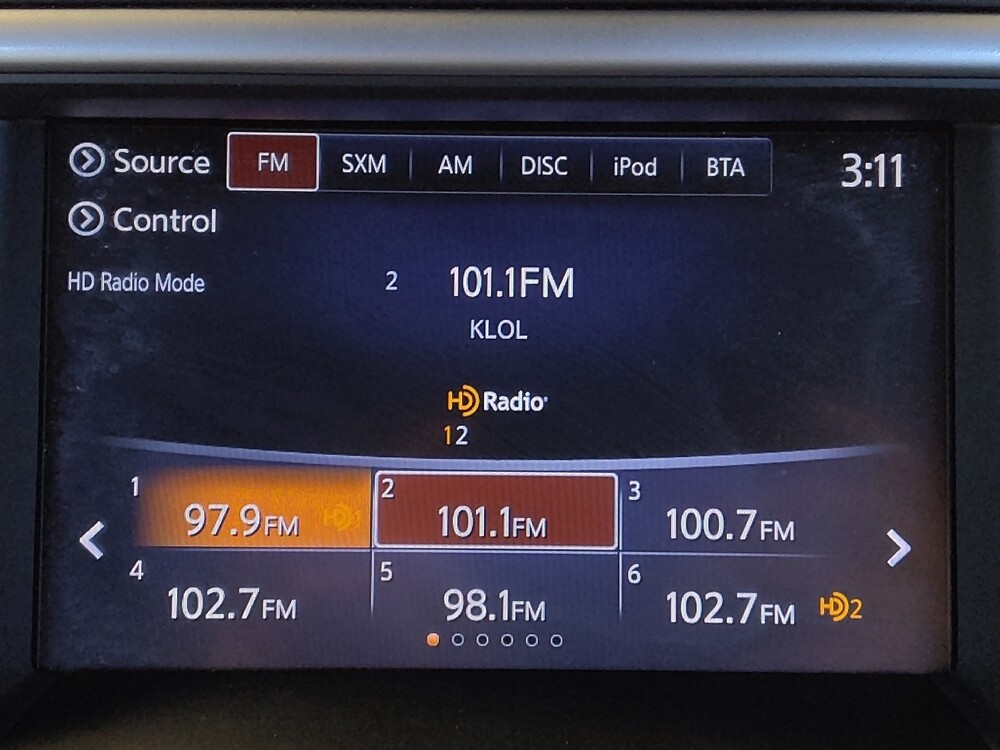 Source FM SXM AM DISC iPod BTA 3:11
Control
HD Radio Mode 2 101.1FM
KLOL
HD Radio
12
1 97.9FM HD1 2 101.1FM 3 100.7FM
4 102.7FM 5 98.1FM 6 102.7FM HD2